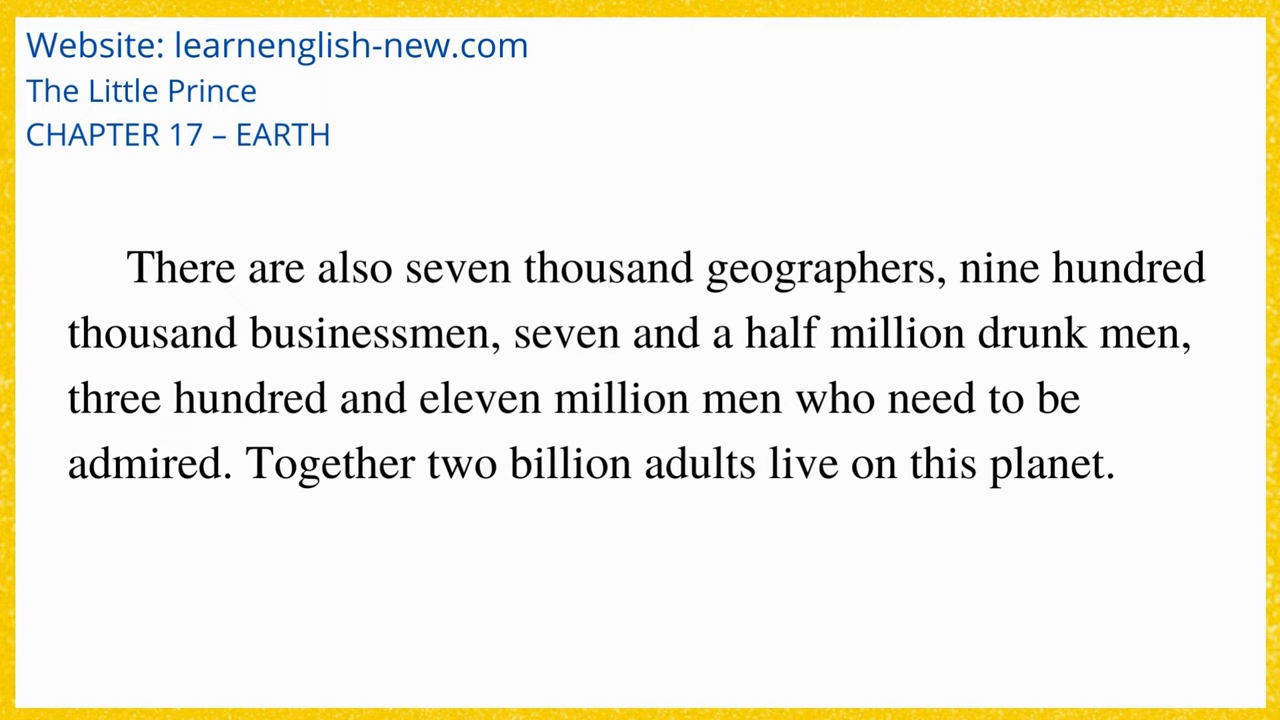 Website: learnenglish-new.com
The Little Prince
CHAPTER 17 – EARTH
There are also seven thousand geographers, nine hundred
thousand businessmen, seven and a half million drunk men,
three hundred and eleven million men who need to be
admired. Together two billion adults live on this planet.